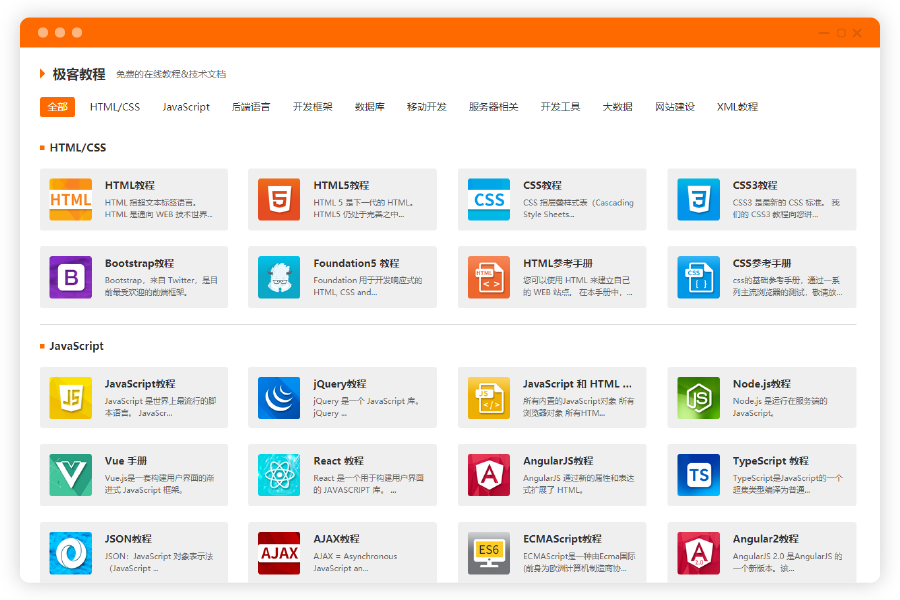 极客教程 免费的在线教程&技术文档
全部 HTML/CSS JavaScript 后端语言 开发框架 数据库 移动开发 服务器相关 开发工具 大数据 网站建设 XML教程
HTML/CSS
HTML
HTML教程
HTML 指超文本标签语言。
HTML 是通向 WEB 技术世界...
5
HTML5教程
HTML 5 是下一代的 HTML。
HTML5 仍处于完善之中...
CSS
CSS教程
CSS 指层叠样式表（Cascading
Style Sheets...
3
CSS3教程
CSS3 是最新的 CSS 标准。 我
们的 CSS3 教程向您讲...
B
Bootstrap教程
Bootstrap，来自 Twitter，是目
前最受欢迎的前端框架。
Foundation5 教程
Foundation 用于开发响应式的
HTML, CSS and...
HTML
< >
HTML参考手册
您可以使用 HTML 来建立自己
的 WEB 站点。 在本手册中，...
CSS
{ }
CSS参考手册
css的基础参考手册，通过一系
列主流浏览器的测试，敬请放...
JavaScript
JS
JavaScript教程
JavaScript 是世界上最流行的脚
本语言。 JavaScr...
jQuery教程
jQuery 是一个 JavaScript 库。
jQuery ...
JS
</>
JavaScript 和 HTML ...
所有内置的JavaScript对象 所有
浏览器对象 所有HTM...
JS
Node.js教程
Node.js 是运行在服务端的
JavaScript。
Vue 手册
Vue.js是一套构建用户界面的渐
进式 JavaScript 框架。
React 教程
React 是一个用于构建用户界面
的 JAVASCRIPT 库。 ...
A
AngularJS教程
AngularJS 通过新的属性和表达
式扩展了 HTML。
TS
TypeScript 教程
TypeScript是JavaScript的一个
超集类型编译为普通...
JSON教程
JSON：JavaScript 对象表示法
（JavaScript ...
AJAX
AJAX教程
AJAX = Asynchronous
JavaScript an...
ES6
ECMAScript教程
ECMAScript是一种由Ecma国际
(前身为欧洲计算机制造商协...
A
2.0
Angular2教程
AngularJS 2.0 是AngularJS 的
一个新版本。该...